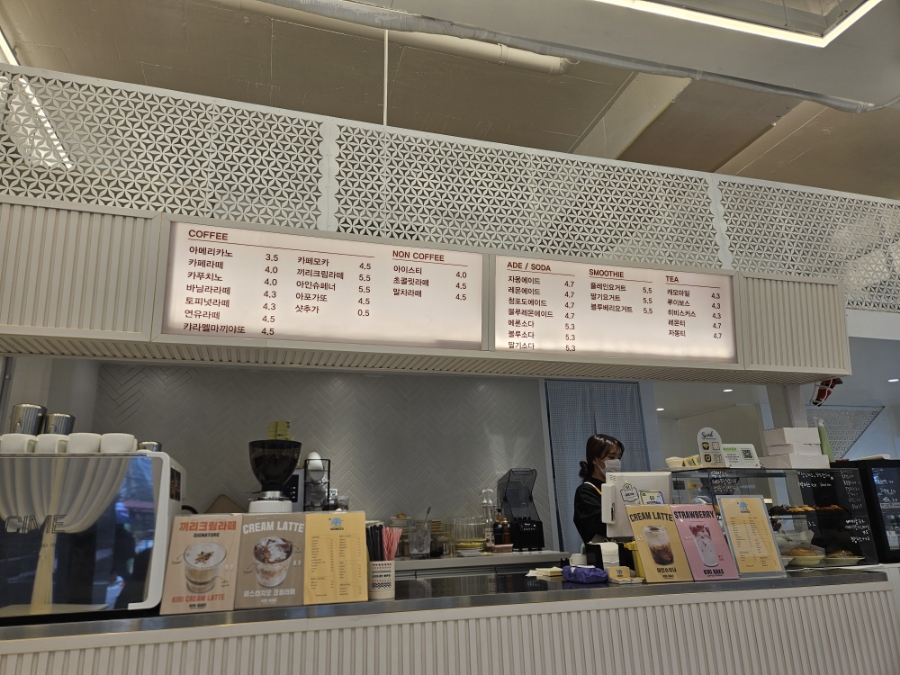 COFFEE
아메리카노 3.5
카페라떼 4.0
카푸치노 4.0
바닐라라떼 4.3
토피넛라떼 4.3
연유라떼 4.5
카라멜마끼야또 4.5
카페모카 4.5
끼리크림라떼 5.5
아인슈페너 5.5
아포가또 4.5
샷추가 0.5
NON COFFEE
아이스티 4.0
초콜릿라떼 4.5
말차라떼 4.5
ADE / SODA
자몽에이드 4.7
레몬에이드 4.7
청포도에이드 4.7
블루레몬에이드 4.7
메론소다 5.3
블루소다 5.3
딸기소다 5.3
SMOOTHIE
플레인요거트 5.5
딸기요거트 5.5
블루베리요거트 5.5
TEA
캐모마일 4.3
루이보스 4.3
히비스커스 4.3
레몬티 4.7
자몽티 4.7
끼리크림라떼
SIGNATURE
KIRI CREAM LATTE
CREAM LATTE
CREAM LATTE
STRAWBERRY